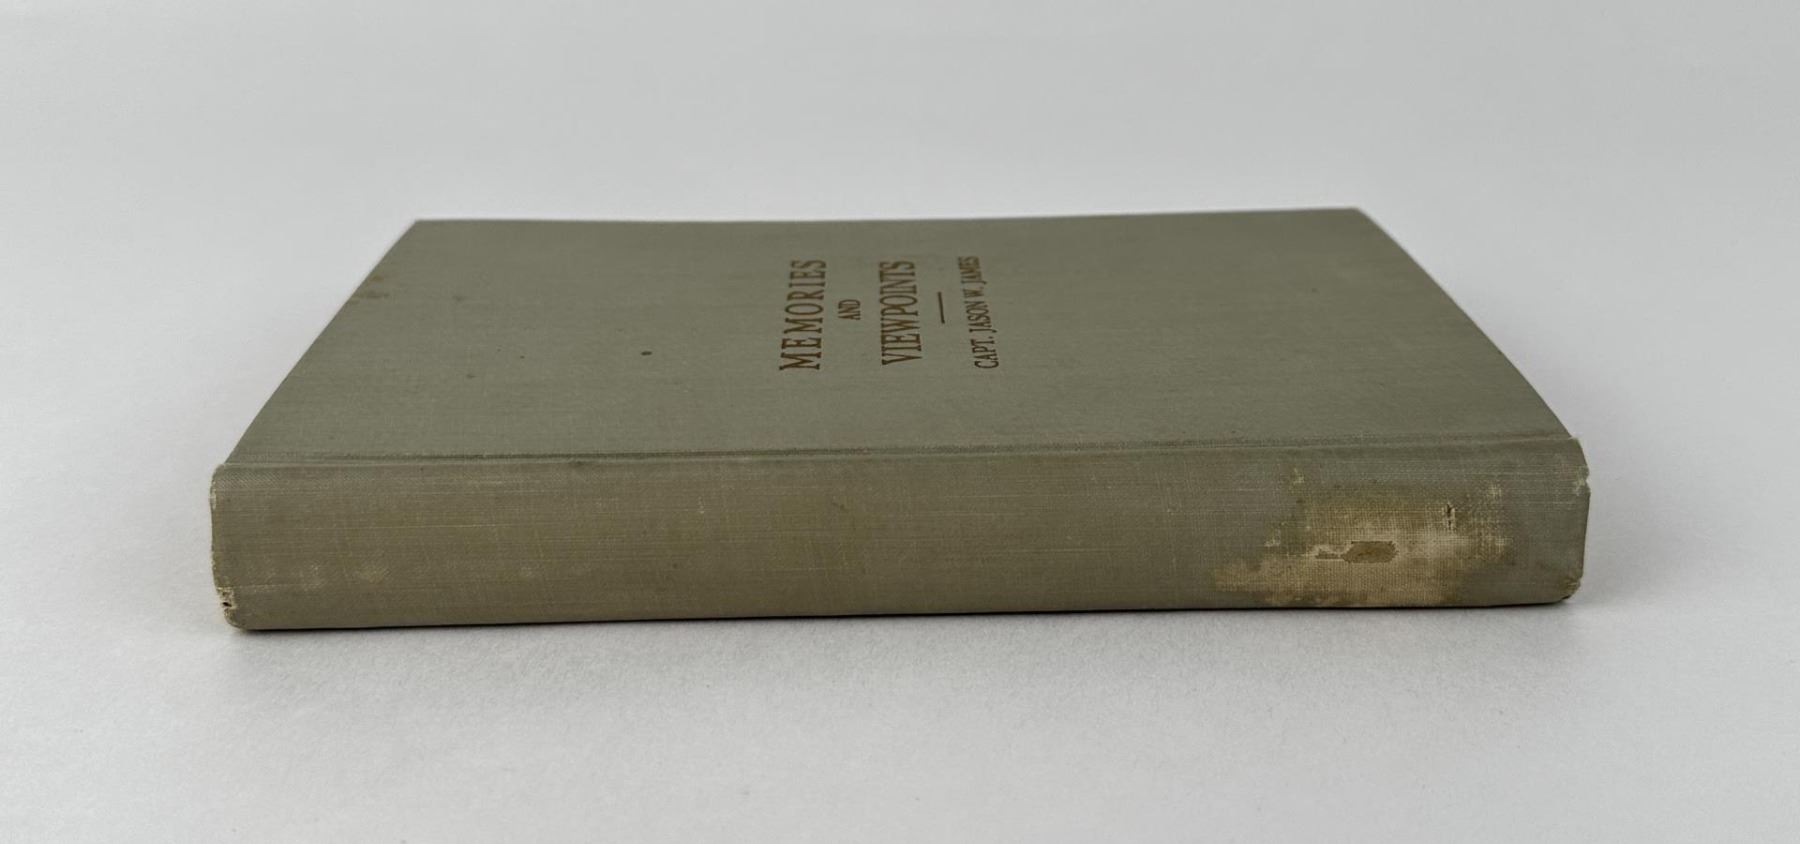 MEMORIES
AND
VIEWPOINTS
CAPT. JASON W. JAMES